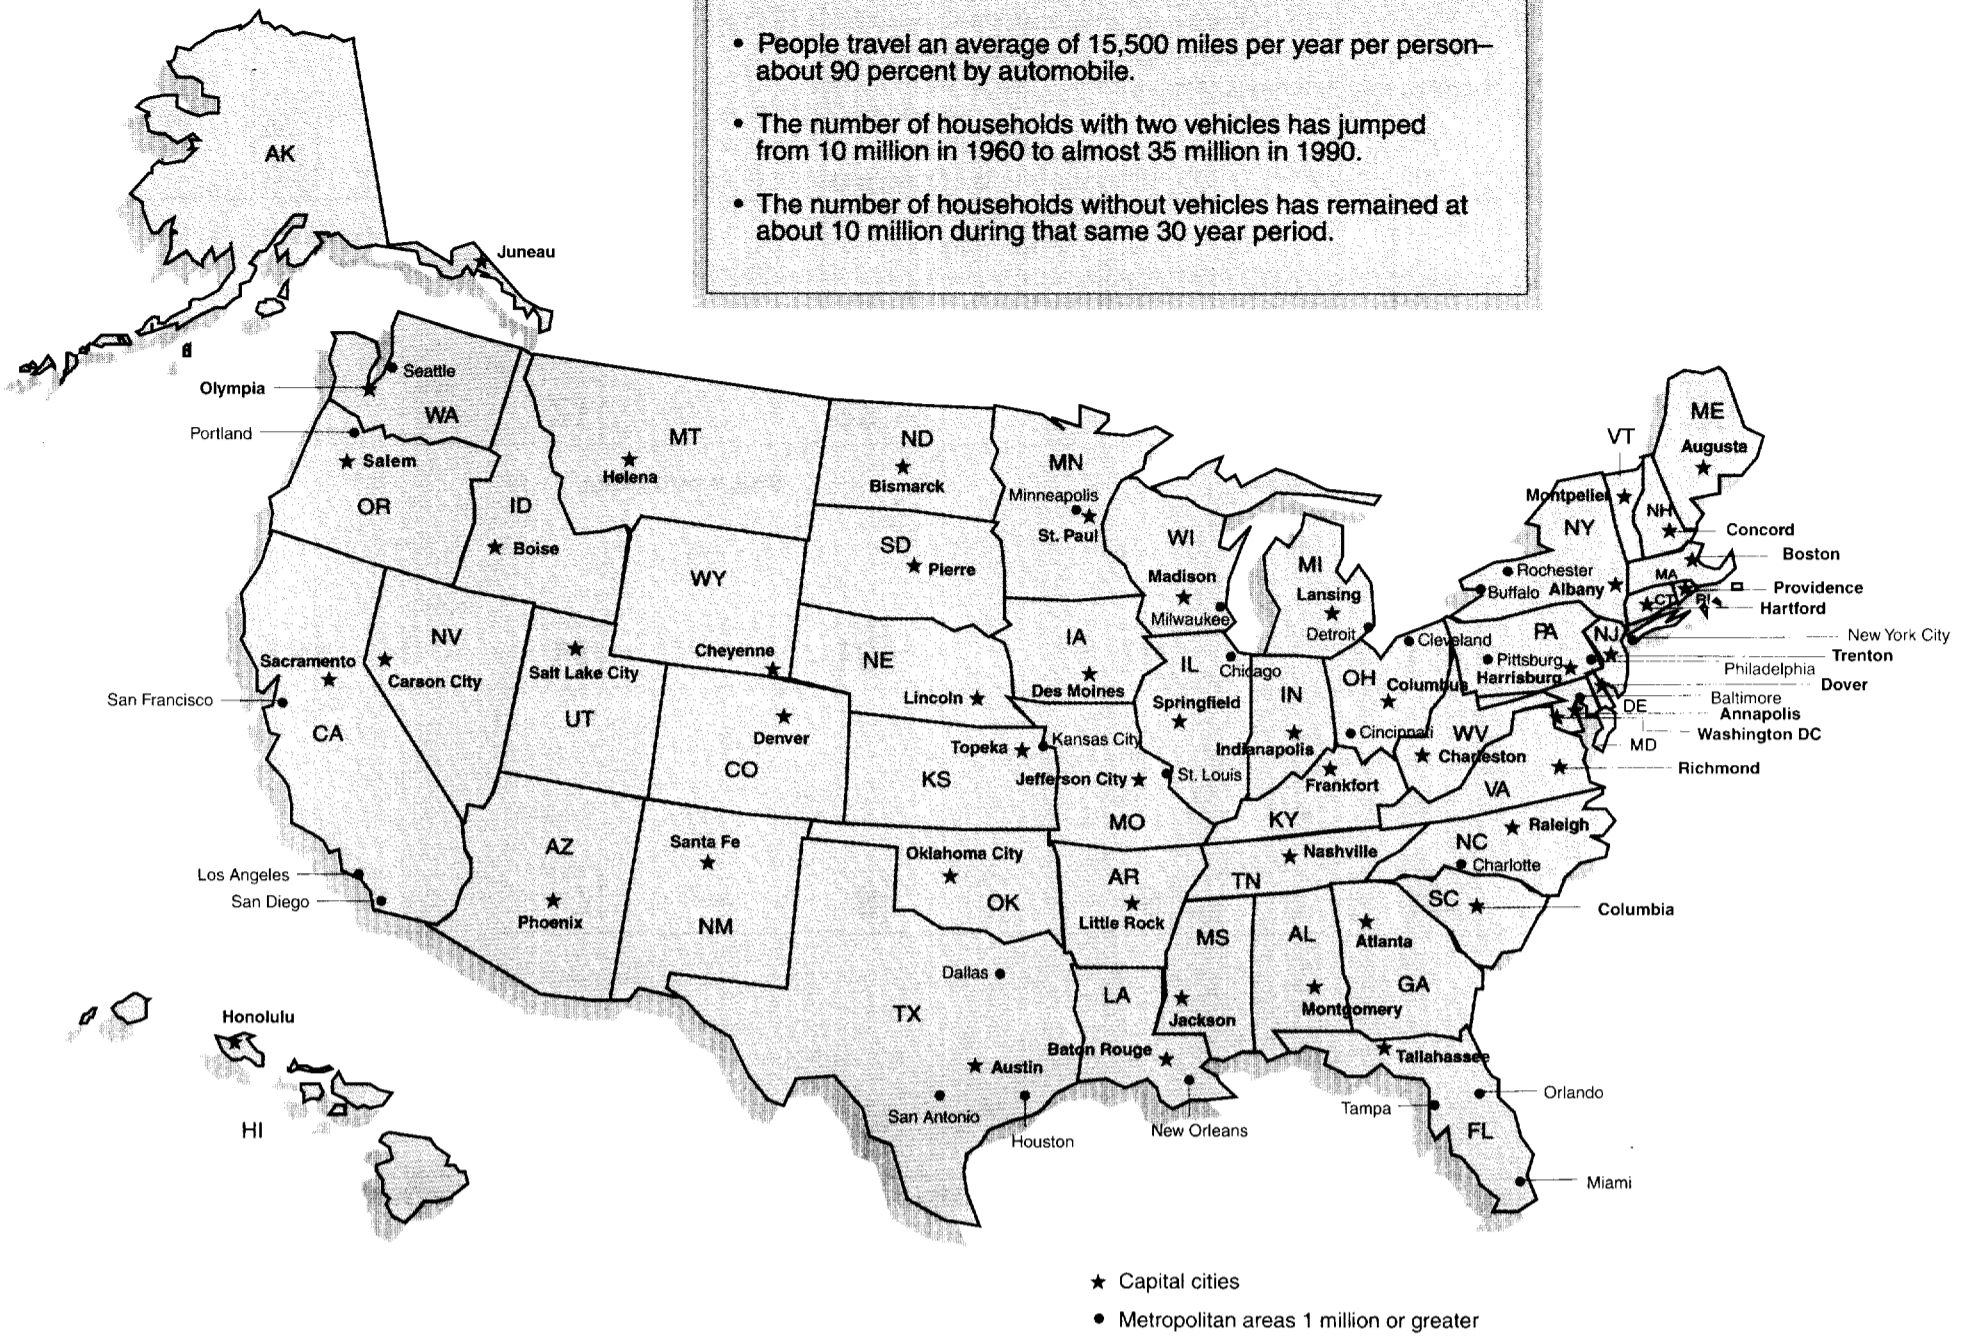 • People travel an average of 15,500 miles per year per person–
about 90 percent by automobile.
• The number of households with two vehicles has jumped
from 10 million in 1960 to almost 35 million in 1990.
• The number of households without vehicles has remained at
about 10 million during that same 30 year period.
AK
Juneau
Seattle
Olympia
WA
Portland
Salem
OR
ID
Boise
MT
Helena
ND
Bismarck
MN
Minneapolis
St. Paul
SD
Pierre
WY
Cheyenne
WI
Madison
Milwaukee
MI
Lansing
Detroit
ME
Augusta
VT
Montpelier
NH
NY
Concord
Boston
Rochester
Buffalo
Albany
MA
CT
RI
Providence
Hartford
New York City
NJ
Trenton
PA
Pittsburg
Harrisburg
Philadelphia
Dover
DE
Baltimore
Annapolis
Washington DC
MD
Cleveland
OH
Columbus
Cincinnati
WV
Charleston
Richmond
VA
IA
Des Moines
IL
Chicago
Springfield
IN
Indianapolis
NE
Lincoln
NV
Carson City
Sacramento
San Francisco
CA
Salt Lake City
UT
Denver
CO
Topeka
Kansas City
KS
Jefferson City
St. Louis
MO
Frankfort
KY
Los Angeles
San Diego
AZ
Phoenix
Santa Fe
NM
Oklahoma City
OK
AR
Little Rock
Nashville
TN
NC
Raleigh
Charlotte
SC
Columbia
MS
Jackson
AL
Montgomery
Atlanta
GA
Dallas
TX
Austin
San Antonio
Houston
LA
Baton Rouge
New Orleans
Tallahassee
Orlando
Tampa
FL
Miami
Honolulu
HI
★ Capital cities
• Metropolitan areas 1 million or greater